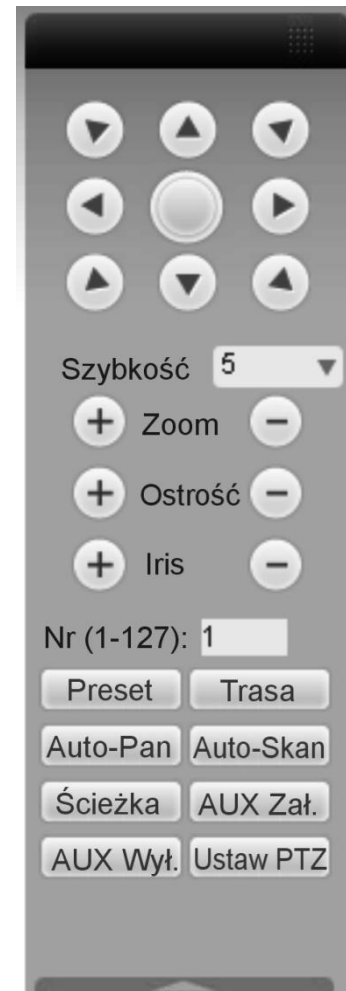 Szybkość 5
+ Zoom −
+ Ostrość −
+ Iris −
Nr (1-127): 1
Preset Trasa
Auto-Pan Auto-Skan
Ścieżka AUX Zał.
AUX Wył. Ustaw PTZ